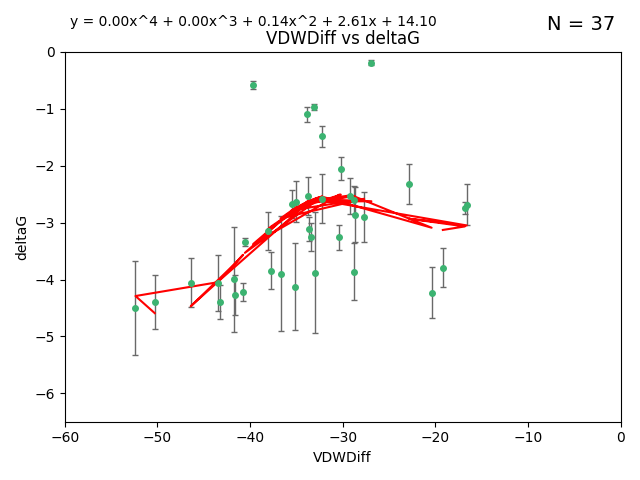 y = 0.00x^4 + 0.00x^3 + 0.14x^2 + 2.61x + 14.10
N = 37
VDWDiff vs deltaG
0
−1
−2
−3
−4
−5
−6
deltaG
−60 −50 −40 −30 −20 −10 0
VDWDiff